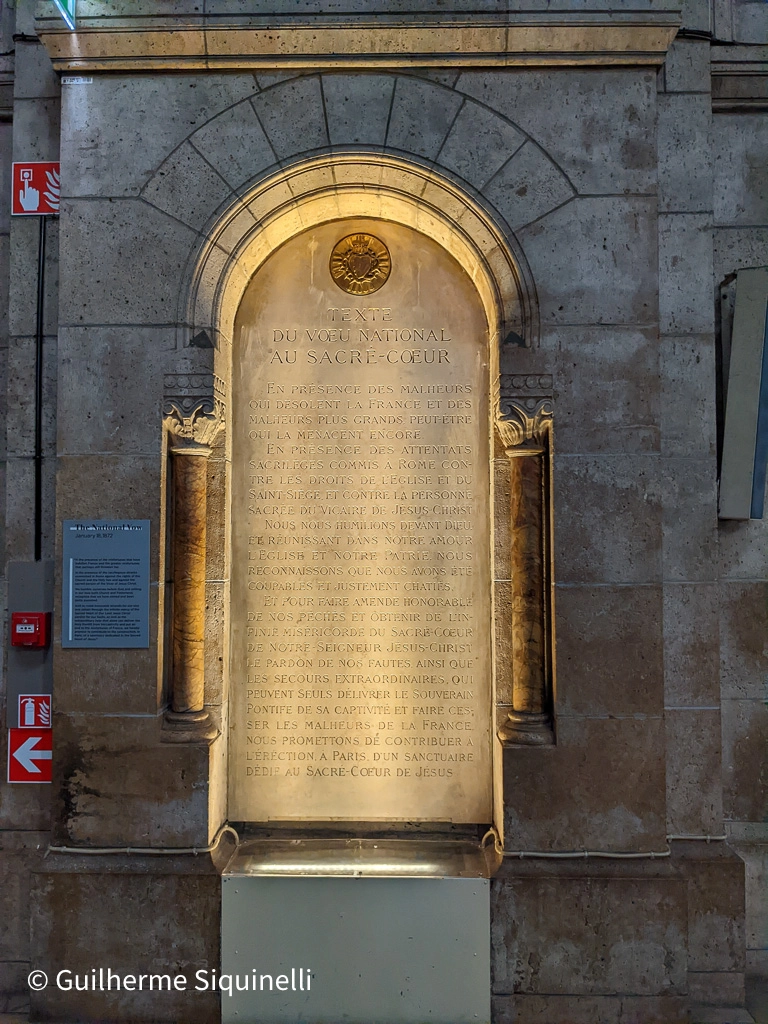 TEXTE
DU VŒU NATIONAL
AU SACRÉ-CŒUR
EN PRÉSENCE DES MALHEURS
QUI DÉSOLENT LA FRANCE ET DES
MALHEURS PLUS GRANDS PEUT-ÊTRE
QUI LA MENACENT ENCORE.
EN PRÉSENCE DES ATTENTATS
SACRILÈGES COMMIS A ROME CON-
TRE LES DROITS DE L'ÉGLISE ET DU
SAINT-SIÈGE ET CONTRE LA PERSONNE
SACRÉE DU VICAIRE DE JÉSUS-CHRIST
NOUS NOUS HUMILIONS DEVANT DIEU
ET RÉUNISSANT DANS NOTRE AMOUR
L'ÉGLISE ET NOTRE PATRIE, NOUS
RECONNAISSONS QUE NOUS AVONS ÉTÉ
COUPABLES ET JUSTEMENT CHÂTIÉS.
ET POUR FAIRE AMENDE HONORABLE
DE NOS PÉCHÉS ET OBTENIR DE L'IN-
FINIE MISÉRICORDE DU SACRÉ-CŒUR
DE NOTRE-SEIGNEUR JÉSUS-CHRIST
LE PARDON DE NOS FAUTES AINSI QUE
LES SECOURS EXTRAORDINAIRES, QUI
PEUVENT SEULS DÉLIVRER LE SOUVERAIN
PONTIFE DE SA CAPTIVITÉ ET FAIRE CES-
SER LES MALHEURS DE LA FRANCE,
NOUS PROMETTONS DE CONTRIBUER A
L'ÉRECTION, A PARIS, D'UN SANCTUAIRE
DÉDIÉ AU SACRÉ-CŒUR DE JÉSUS
The National Vow
January 1872
© Guilherme Siquinelli